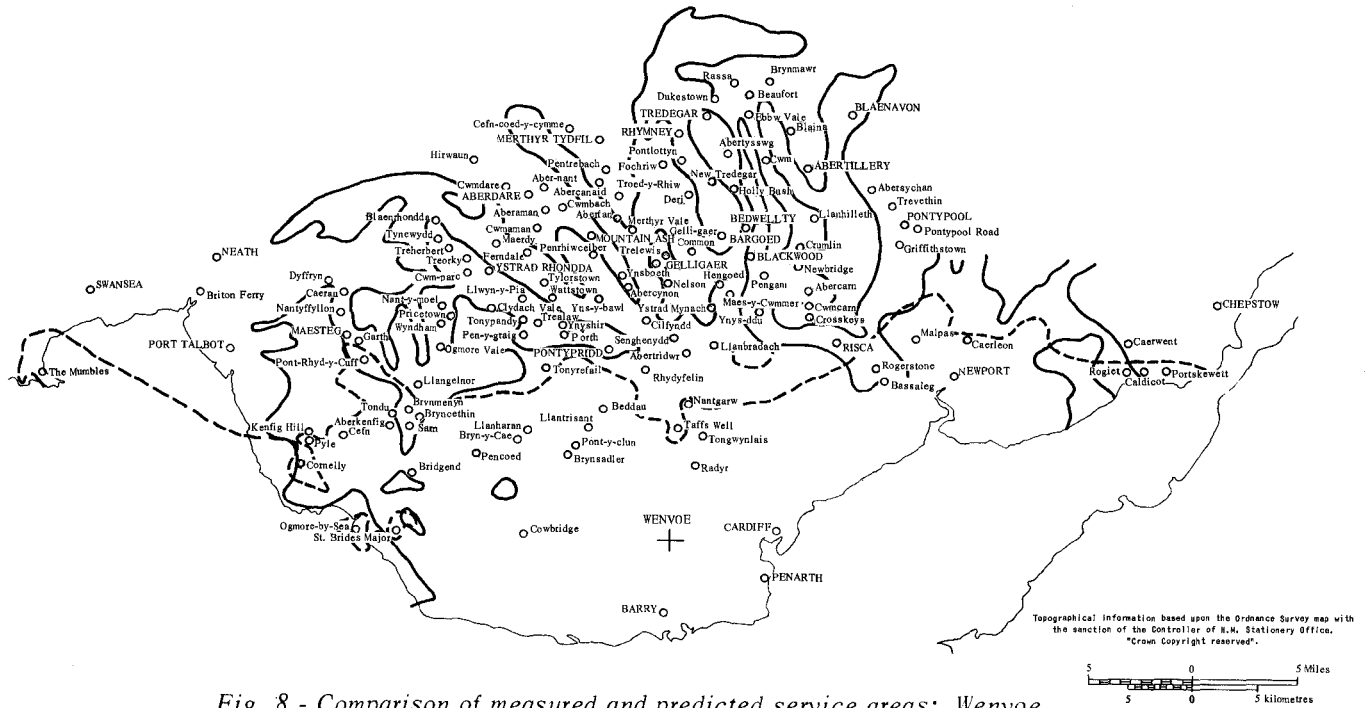 Rassa
Brynmawr
Dukestown
Beaufort
TREDEGAR
Ebbw Vale
BLAENAVON
Cefn-coed-y-cymme
RHYMNEY
Blaina
MERTHYR TYDFIL
Pontlottyn
Abertysswg
Hirwaun
Pentrebach
Fochriw
Cwm
ABERTILLERY
Aber-nant
New Tredegar
Cwmdare
Abercanaid
Troed-y-Rhiw
Holly Bush
Abersychan
ABERDARE
Deri
Trevethin
Cwmbach
Aberaman
Aberfan
Merthyr Vale
BEDWELLTY
Llanhilleth
PONTYPOOL
Blaenrhondda
Cwmaman
Gelli-gaer
Pontypool Road
Tynewydd
Maerdy
MOUNTAIN ASH
Common
BARGOED
Treherbert
Penrhiwceiber
Trelewis
Crumlin
Griffithstown
NEATH
Treorky
Ferndale
GELLIGAER
BLACKWOOD
Cwm-parc
YSTRAD RHONDDA
Ynsboeth
Newbridge
Dyffryn
Tylorstown
Nelson
Hengoed
Pengam
SWANSEA
Briton Ferry
Caerau
Llwyn-y-Pia
Wattstown
Abercynon
Abercarn
Nantyffyllon
Nant-y-moel
Clydach Vale
Yns-y-bawl
Ystrad Mynach
Maes-y-Cwmmer
Cwmcarn
CHEPSTOW
Pricetown
Tonypandy
Trealaw
Cilfyndd
Ynys-ddu
Crosskeys
MAESTEG
Wyndham
Ynyshir
Garth
Pen-y-graig
Porth
Senghenydd
Malpas
PORT TALBOT
Ogmore Vale
Llanbradach
RISCA
Caerleon
Caerwent
Pont-Rhyd-y-Cuff
PONTYPRIDD
Abertridwr
The Mumbles
Tonyrefail
Rhydyfelin
Rogerstone
NEWPORT
Rogiet
Portskewett
Llangelnor
Bassaleg
Caldicot
Tondu
Brynmenyn
Beddau
Nantgarw
Bryncethin
Llantrisant
Kenfig Hill
Aberkenfig
Sarn
Llanharan
Taffs Well
Pyle
Cefn
Bryn-y-Cae
Pont-y-clun
Tongwynlais
Cornelly
Bridgend
Pencoed
Brynsadler
Radyr
Ogmore-by-Sea
WENVOE
St. Brides Major
Cowbridge
CARDIFF
PENARTH
BARRY
Topographical information based upon the Ordnance Survey map with
the sanction of the Controller of H.M. Stationery Office.
"Crown Copyright reserved".
5 0 5 Miles
5 0 5 kilometres
Fig. 8 - Comparison of measured and predicted service areas: Wenvoe